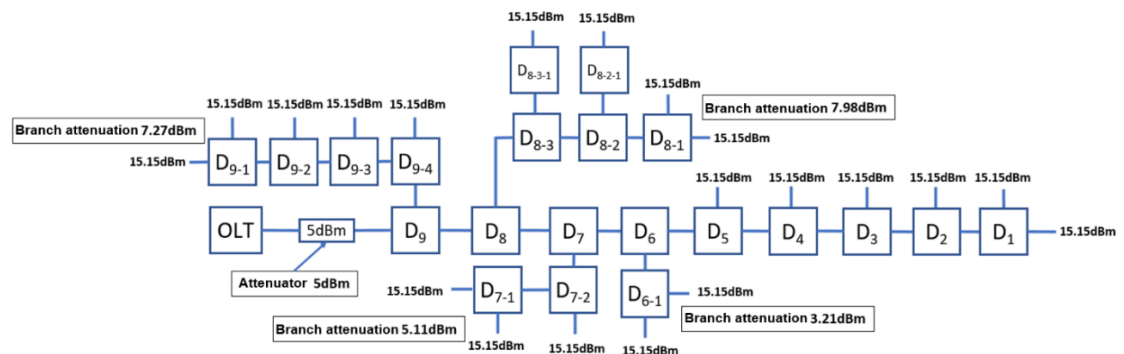 15.15dBm 15.15dBm
D8-3-1 D8-2-1
15.15dBm
Branch attenuation 7.98dBm
15.15dBm 15.15dBm 15.15dBm 15.15dBm
Branch attenuation 7.27dBm
D8-3 D8-2 D8-1 15.15dBm
15.15dBm D9-1 D9-2 D9-3 D9-4
15.15dBm 15.15dBm 15.15dBm 15.15dBm 15.15dBm
OLT 5dBm D9 D8 D7 D6 D5 D4 D3 D2 D1 15.15dBm
Attenuator 5dBm
15.15dBm D7-1 D7-2 D6-1 15.15dBm
Branch attenuation 5.11dBm
Branch attenuation 3.21dBm
15.15dBm 15.15dBm 15.15dBm